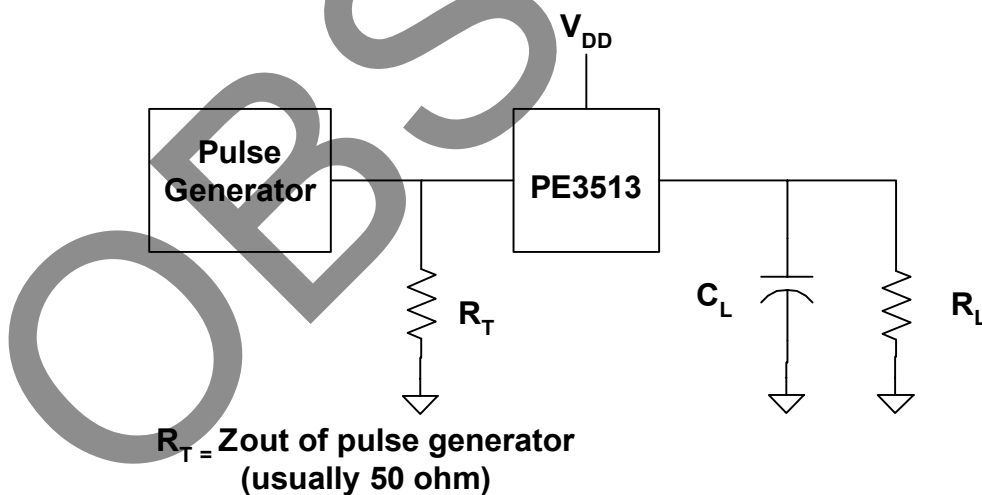 V_DD
Pulse
Generator
PE3513
R_T
C_L
R_L
R_T = Zout of pulse generator
(usually 50 ohm)
OBS